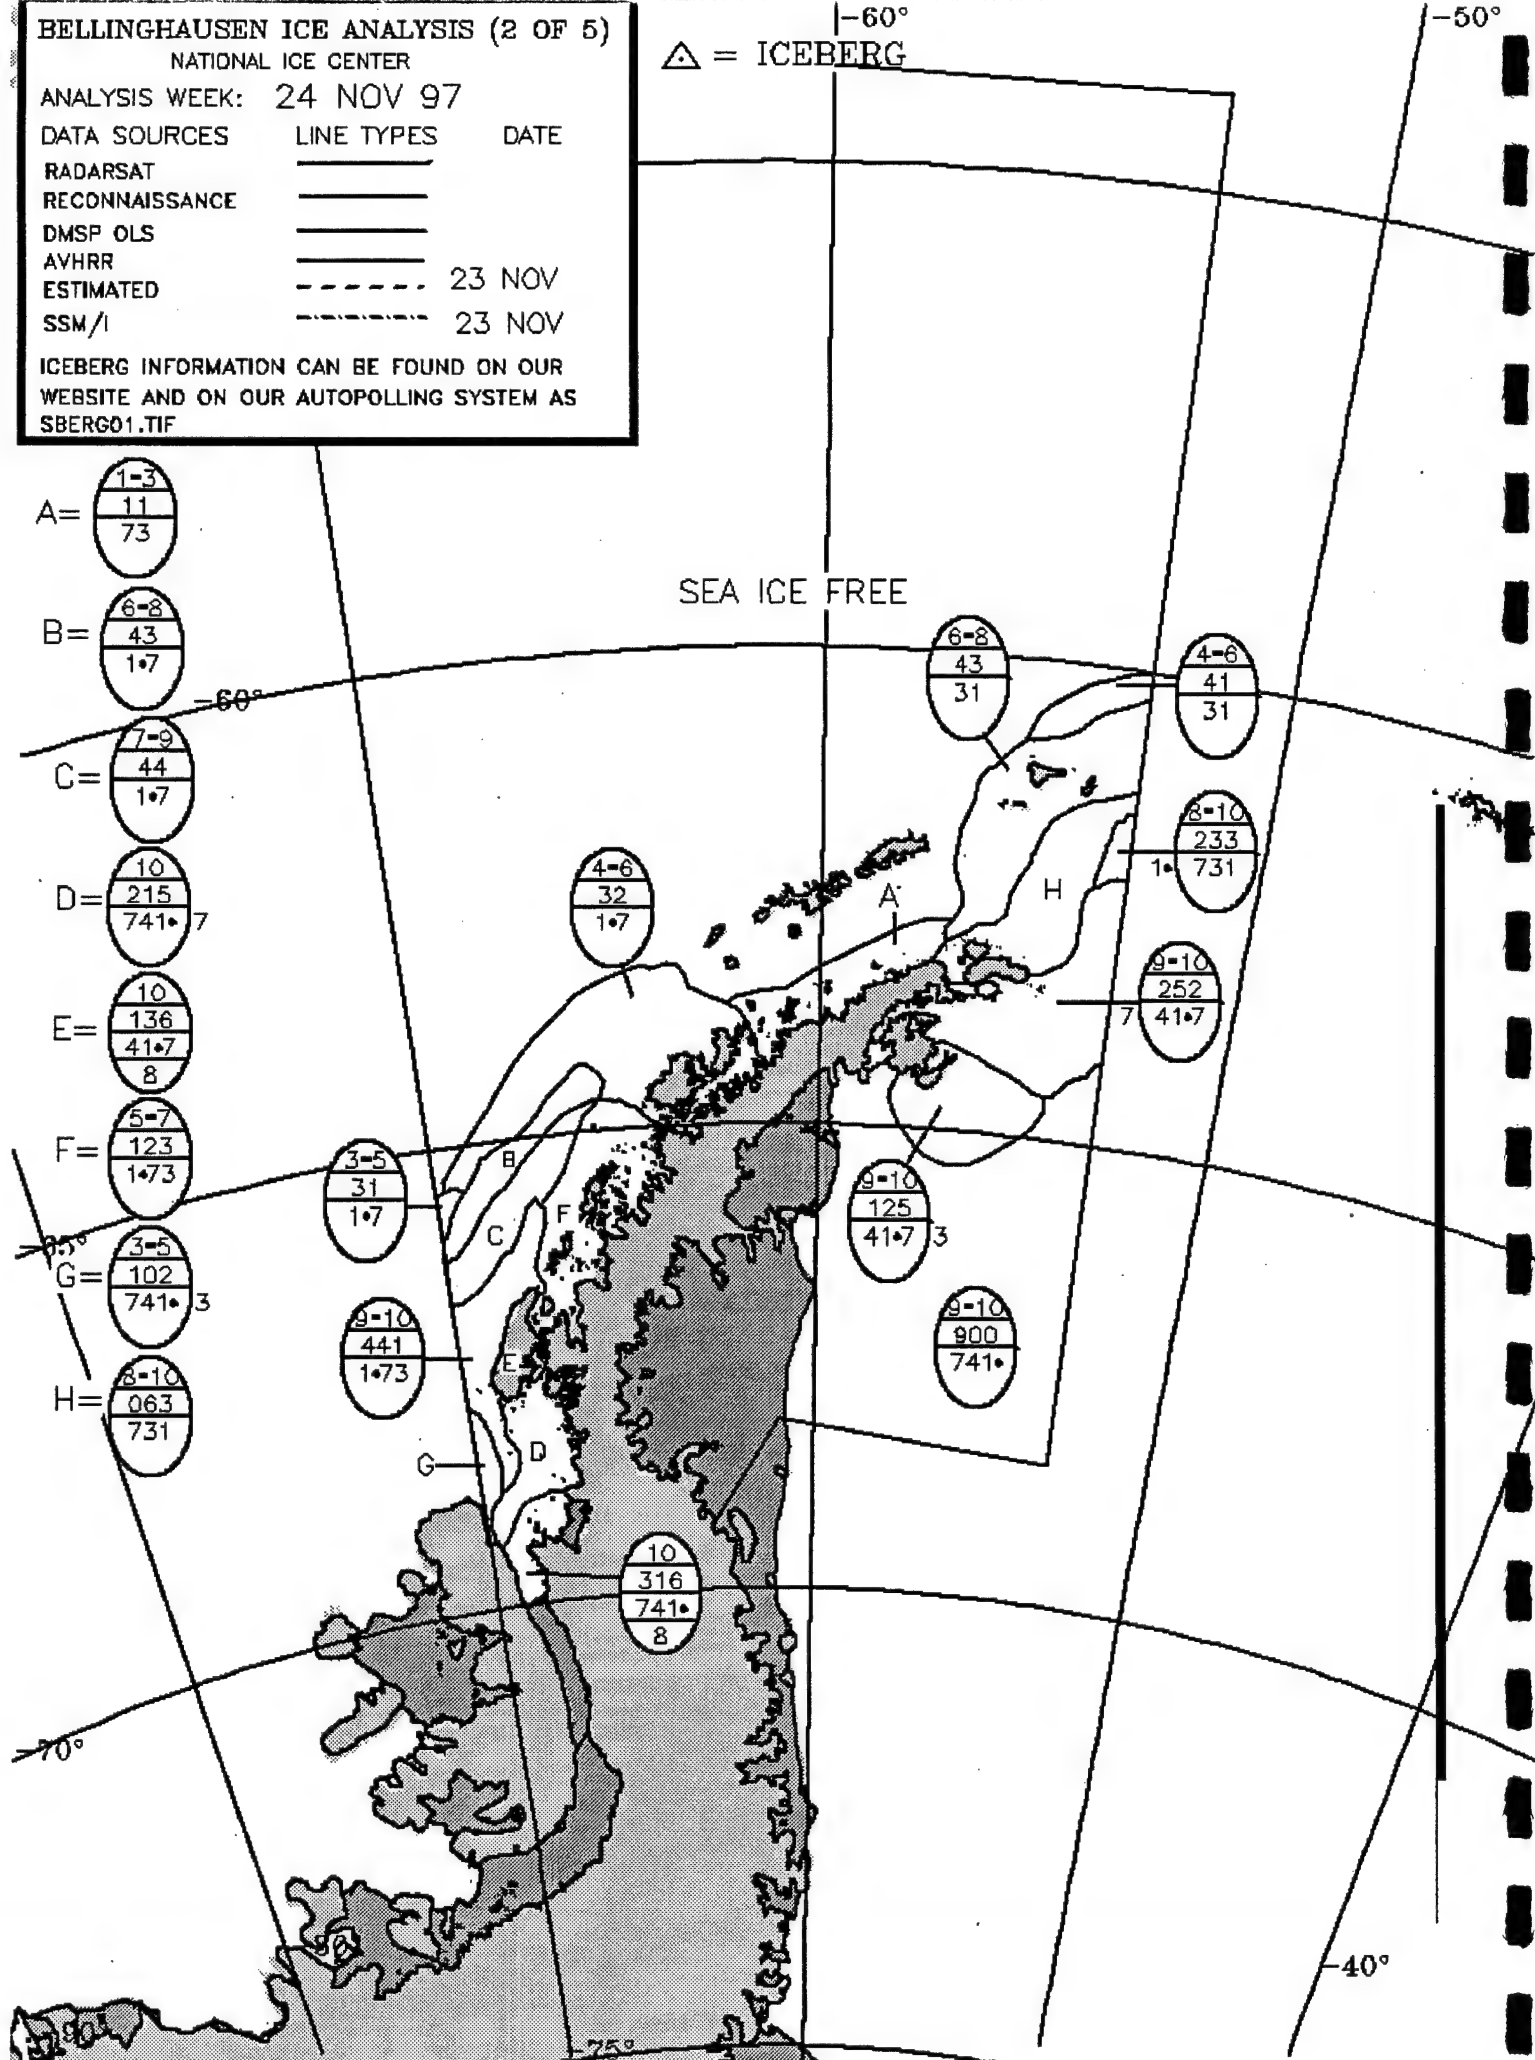 BELLINGHAUSEN ICE ANALYSIS (2 OF 5)
NATIONAL ICE CENTER
ANALYSIS WEEK: 24 NOV 97
DATA SOURCES LINE TYPES DATE
RADARSAT
RECONNAISSANCE
DMSP OLS
AVHRR
ESTIMATED 23 NOV
SSM/I 23 NOV
ICEBERG INFORMATION CAN BE FOUND ON OUR
WEBSITE AND ON OUR AUTOPOLLING SYSTEM AS
SBERG01.TIF
-60°
-50°
△ = ICEBERG
SEA ICE FREE
A=
1-3
11
73
B=
6-8
43
1•7
-60°
C=
7-9
44
1•7
D=
10
215
741• 7
E=
10
136
41•7
8
F=
5-7
123
1•73
-65°
G=
3-5
102
741• 3
H=
8-10
063
731
6-8
43
31
4-6
41
31
8-10
233
1• 731
H
4-6
32
1•7
A
9-10
252
7 41•7
3-5
31
1•7
B
C
F
9-10
125
41•7 3
9-10
441
1•73
E
9-10
900
741•
G
D
10
316
741•
8
-70°
-40°
-75°